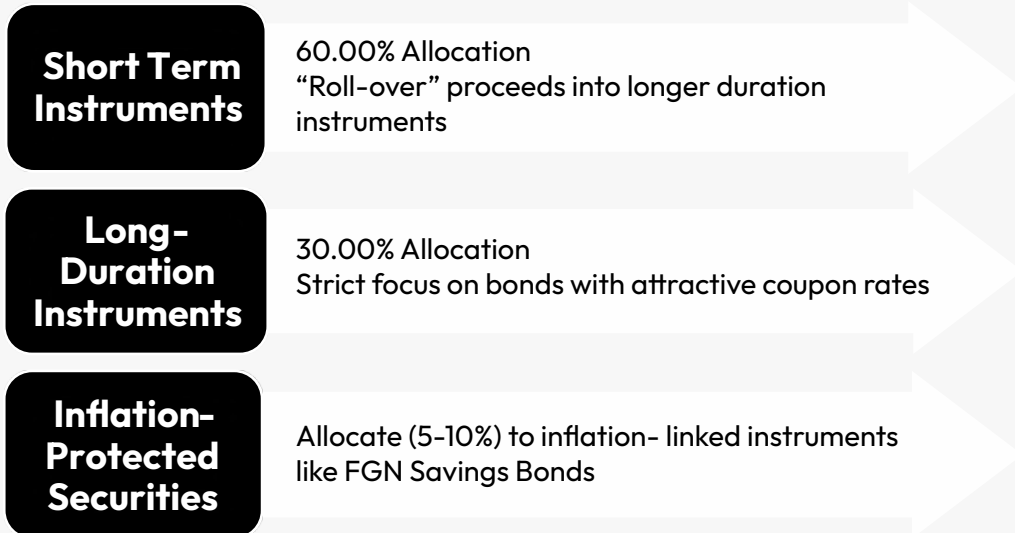 Short Term
Instruments
60.00% Allocation
“Roll-over” proceeds into longer duration
instruments
Long-
Duration
Instruments
30.00% Allocation
Strict focus on bonds with attractive coupon rates
Inflation-
Protected
Securities
Allocate (5-10%) to inflation- linked instruments
like FGN Savings Bonds